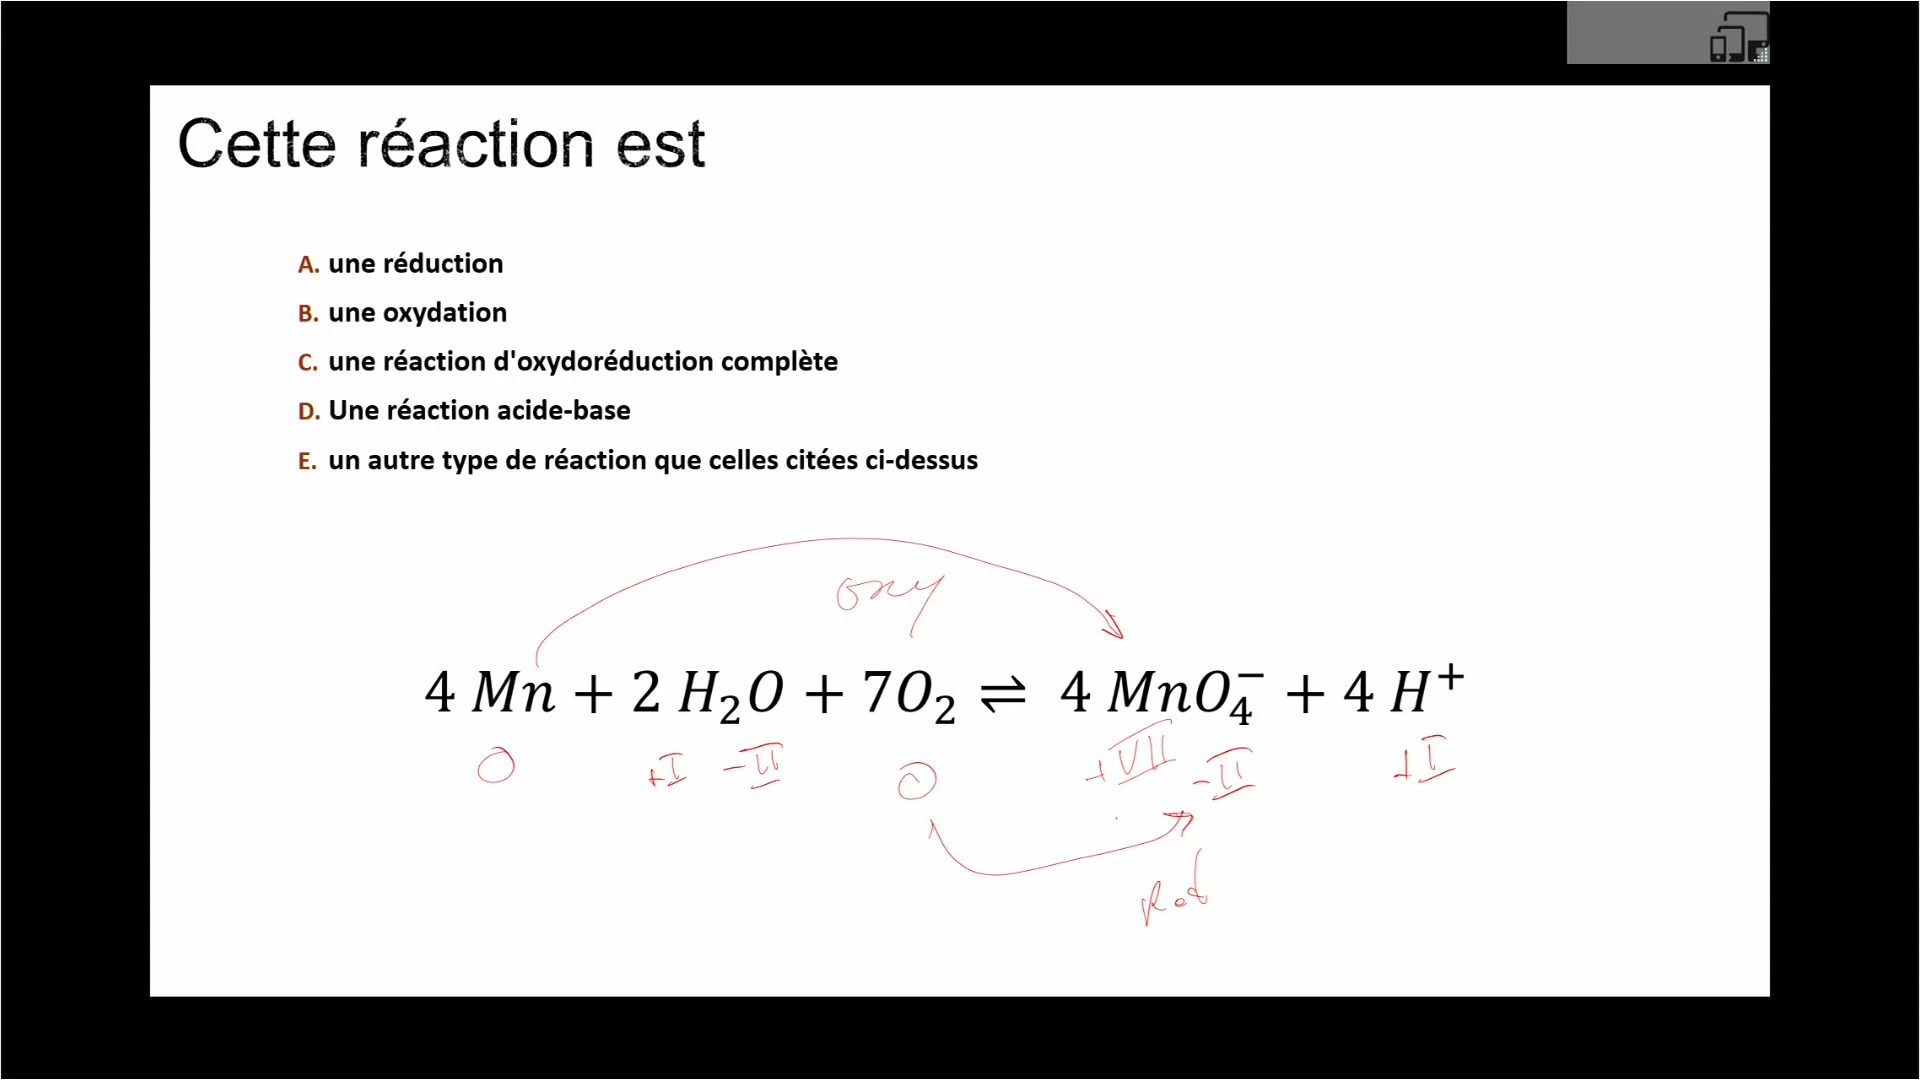 Cette réaction est
A. une réduction
B. une oxydation
C. une réaction d'oxydoréduction complète
D. Une réaction acide-base
E. un autre type de réaction que celles citées ci-dessus
oxy
4 Mn + 2 H₂O + 7O₂ ⇌ 4 MnO₄⁻ + 4 H⁺
0 +I -II 0 +VII -II +I
Red